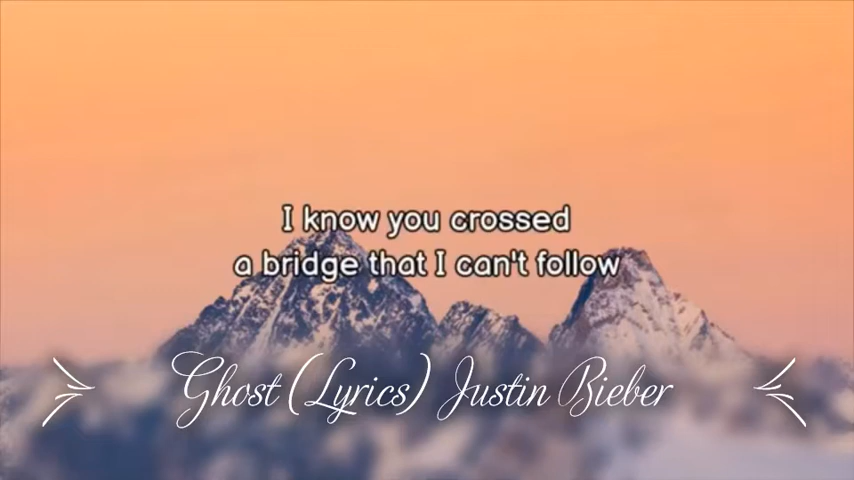 I know you crossed
a bridge that I can't follow
Ghost (Lyrics) Justin Bieber